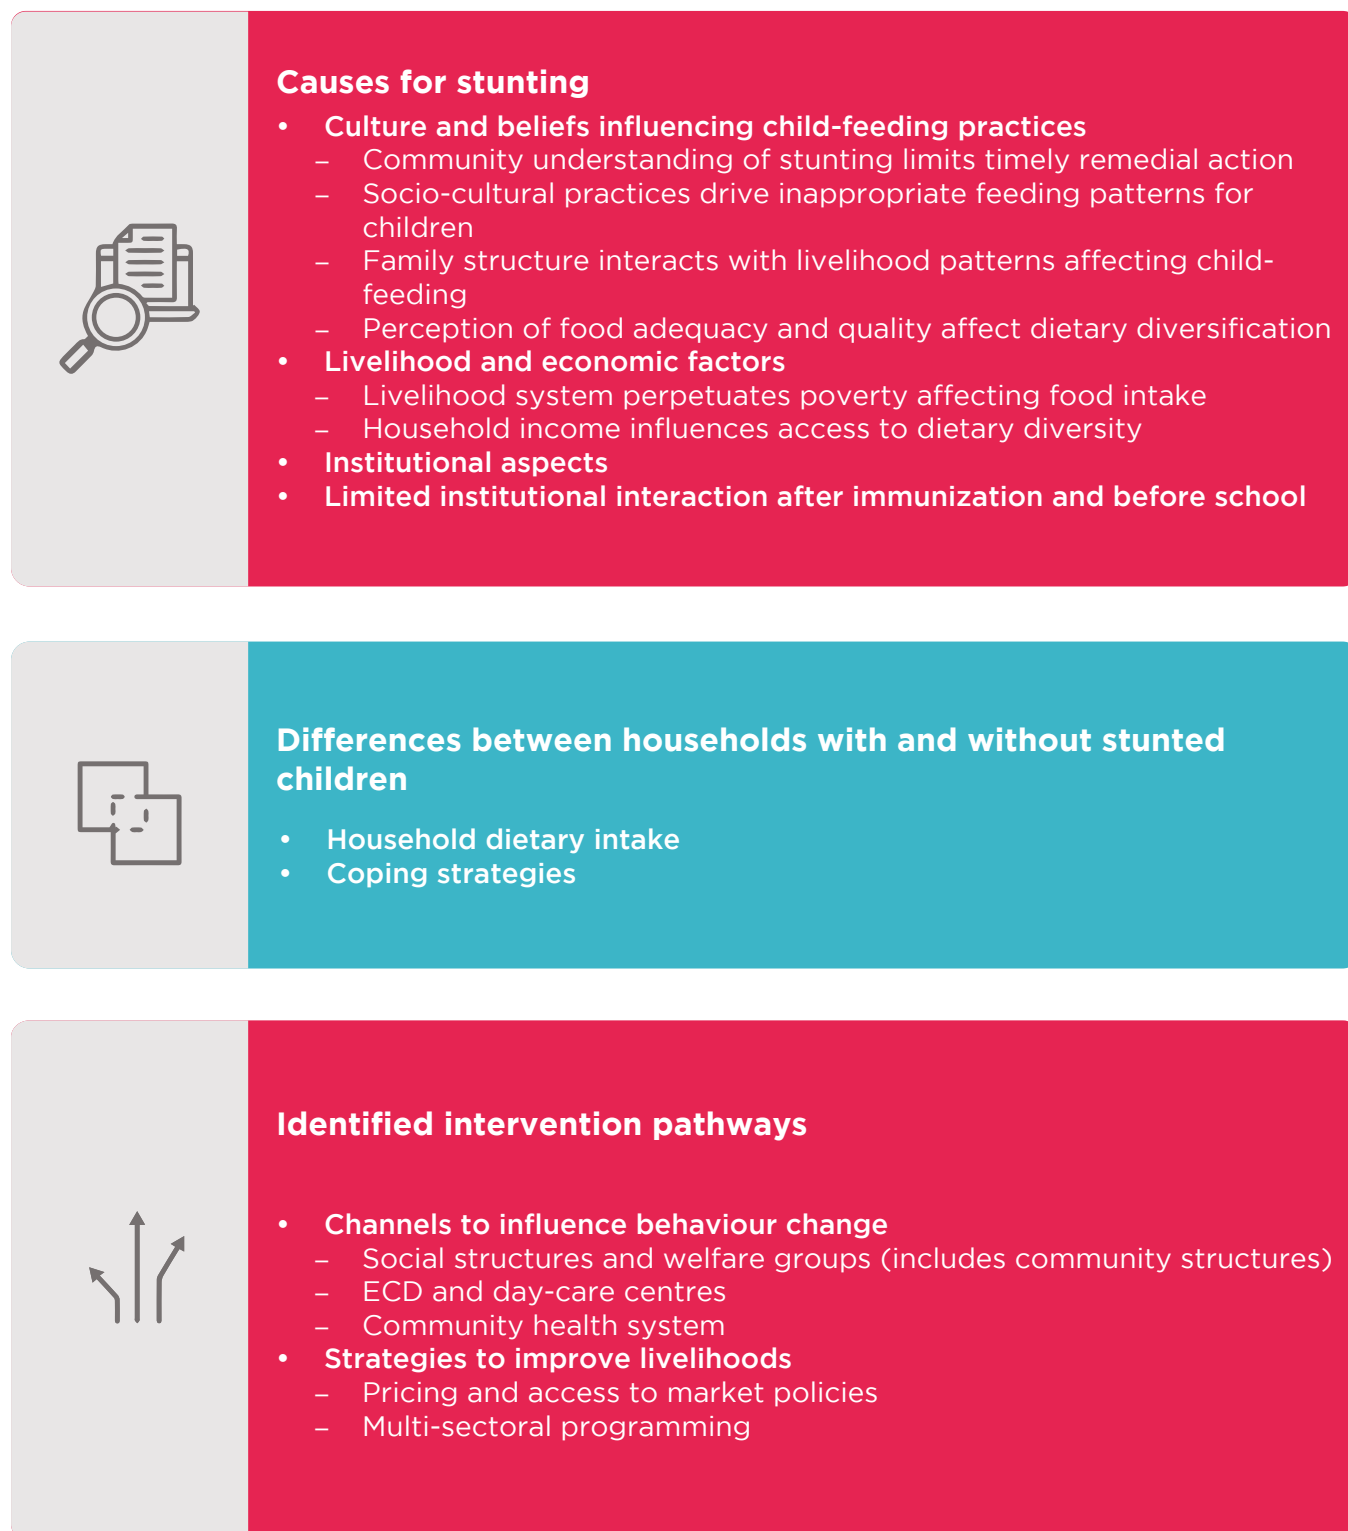 Causes for stunting
• Culture and beliefs influencing child-feeding practices
– Community understanding of stunting limits timely remedial action
– Socio-cultural practices drive inappropriate feeding patterns for
children
– Family structure interacts with livelihood patterns affecting child-
feeding
– Perception of food adequacy and quality affect dietary diversification
• Livelihood and economic factors
– Livelihood system perpetuates poverty affecting food intake
– Household income influences access to dietary diversity
• Institutional aspects
• Limited institutional interaction after immunization and before school
Differences between households with and without stunted
children
• Household dietary intake
• Coping strategies
Identified intervention pathways
• Channels to influence behaviour change
– Social structures and welfare groups (includes community structures)
– ECD and day-care centres
– Community health system
• Strategies to improve livelihoods
– Pricing and access to market policies
– Multi-sectoral programming